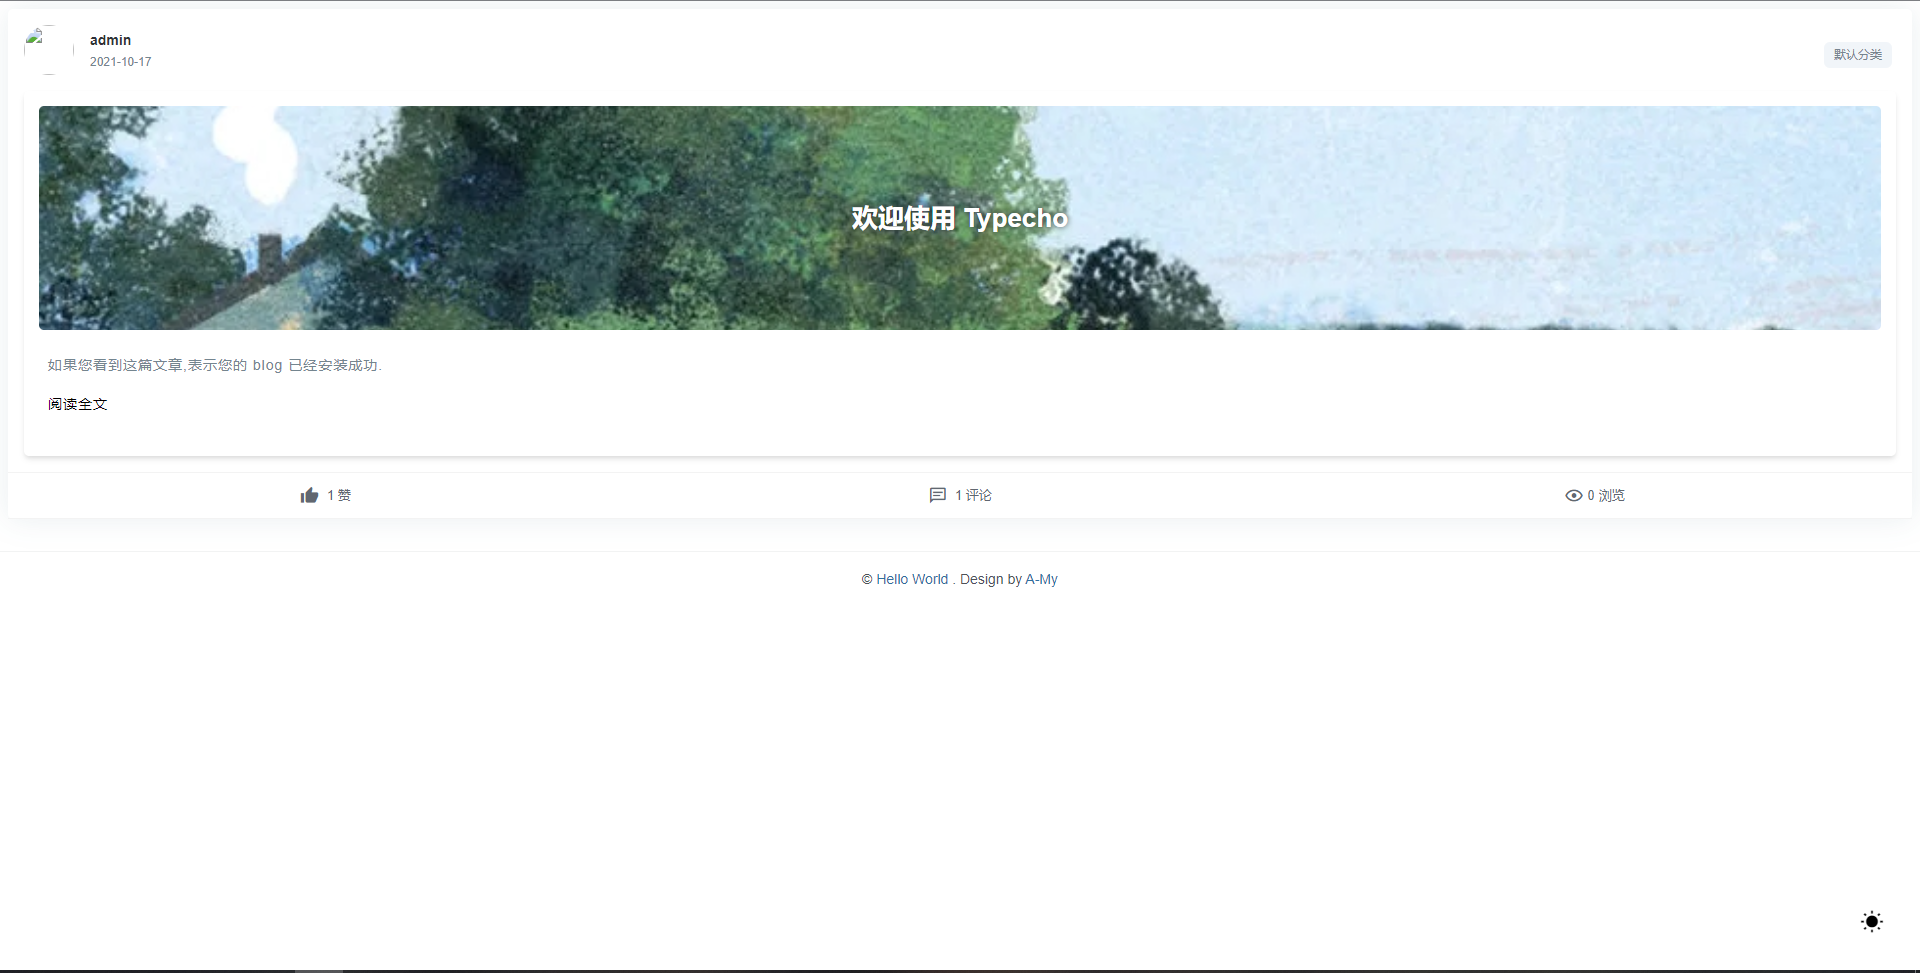 admin
2021-10-17
默认分类
欢迎使用 Typecho
如果您看到这篇文章,表示您的 blog 已经安装成功.
阅读全文
1 赞
1 评论
0 浏览
© Hello World . Design by A-My